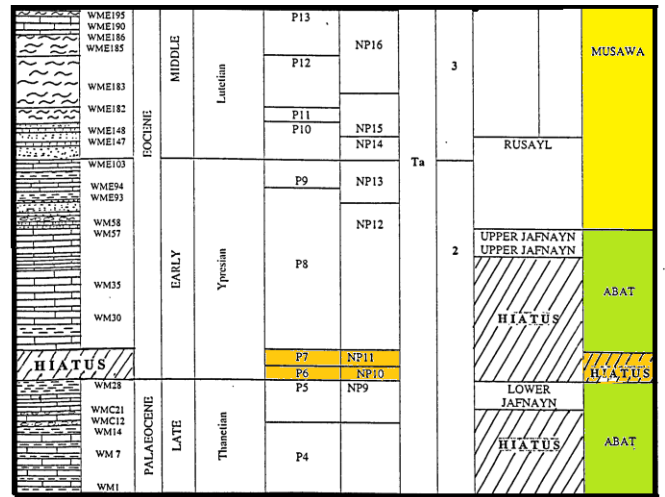 WME195
WME190
WME186
WME185
WME183
WME182
WME148
WME147
WME103
WME94
WME93
WM58
WM57
WM35
WM30
HIATUS
WM28
WMC21
WMC12
WM14
WM 7
WM1
EOCENE
PALAEOCENE
MIDDLE
EARLY
LATE
Lutetian
Ypresian
Thanetian
P13
P12
P11
P10
P9
P8
P7
P6
P5
P4
NP16
NP15
NP14
NP13
NP12
NP11
NP10
NP9
Ta
3
2
RUSAYL
UPPER JAFNAYN
UPPER JAFNAYN
HIATUS
LOWER
JAFNAYN
HIATUS
MUSAWA
ABAT
HIATUS
ABAT